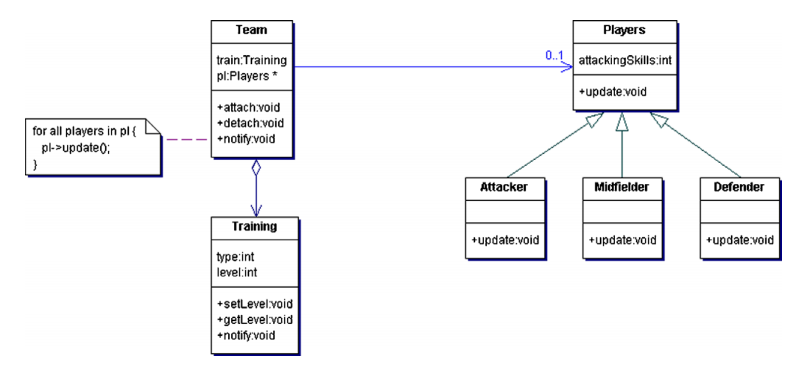 Team
train:Training
pl:Players *
+attach:void
+detach:void
+notify:void
0..1
Players
attackingSkills:int
+update:void
for all players in pl {
pl->update();
}
Attacker
+update:void
Midfielder
+update:void
Defender
+update:void
Training
type:int
level:int
+setLevel:void
+getLevel:void
+notify:void